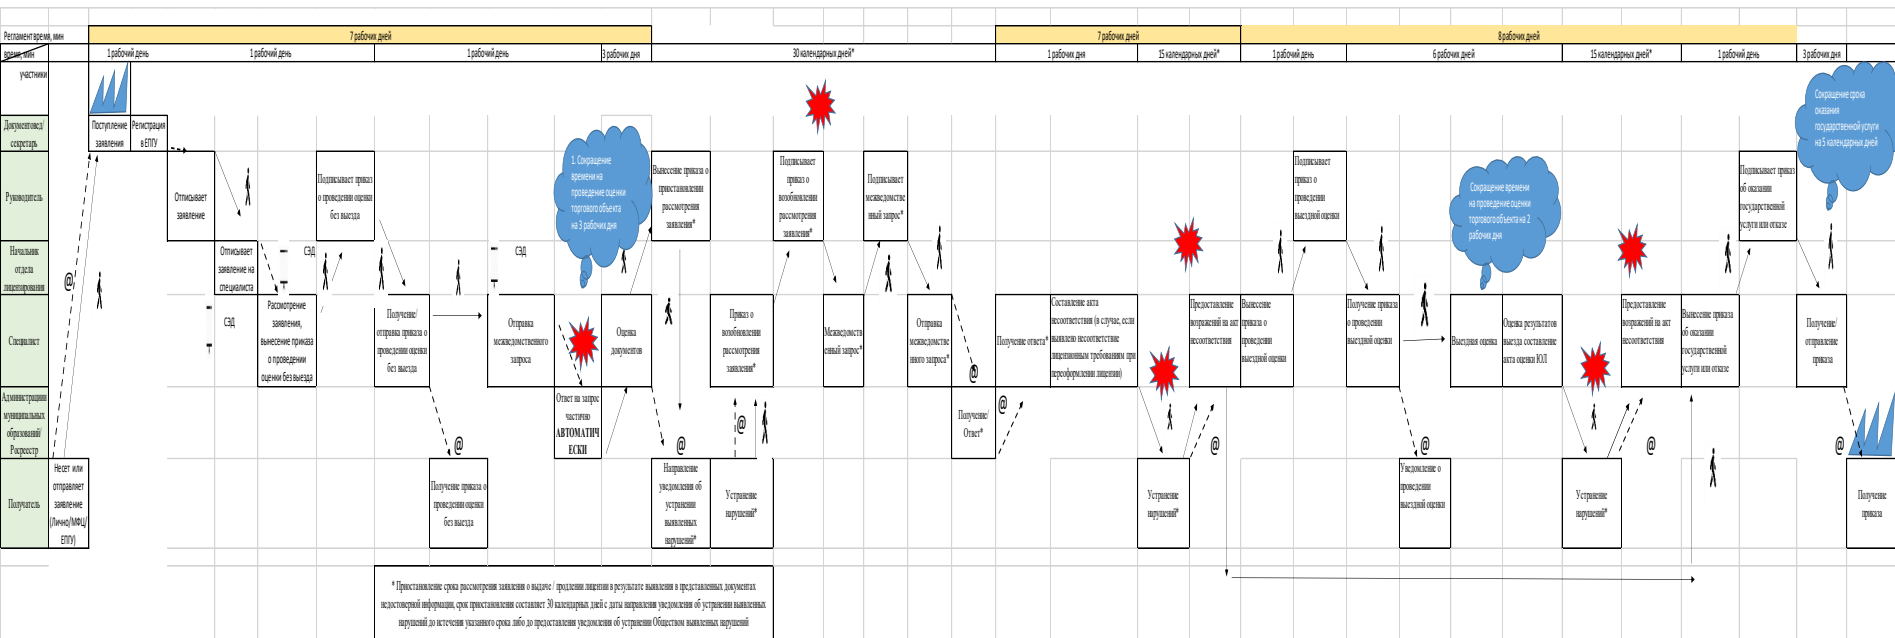 Регламент время, мин
7 рабочих дней
7 рабочих дней
8 рабочих дней
время, мин
1 рабочий день
1 рабочий день
1 рабочий день
3 рабочих дня
30 календарных дней*
1 рабочих дня
15 календарных дней*
1 рабочий день
6 рабочих дней
15 календарных дней*
1 рабочий день
3 рабочих дня
участники
Документовед/
секретарь
Поступление
заявления
Регистрация
в ЕПГУ
Сокращение срока
оказания
государственной услуги
на 5 календарных дней
Руководитель
Отписывает
заявление
Подписывает приказ
о проведении оценки
без выезда
1. Сокращение
времени на
проведение оценки
торгового объекта
на 3 рабочих дня
Вынесение приказа о
приостановлении
рассмотрения
заявления*
Подписывает
приказ о
возобновлении
рассмотрения
заявления*
Подписывает
межведомстве
нный запрос*
Подписывает
приказ о
проведении
выездной оценки
Сокращение времени
на проведение оценки
торгового объекта на 2
рабочих дня
Подписывает приказ
об оказании
государственной
услуги или отказе
Начальник
отдела
лицензирования
Отписывает
заявление на
специалиста
СЭД
СЭД
@
Специалист
СЭД
Рассмотрение
заявления,
вынесение приказа
о проведении
оценки без выезда
Получение/
отправка приказа о
проведении оценки
без выезда
Отправка
межведомственного
запроса
Оценка
документов
Приказ о
возобновлении
рассмотрения
заявления*
Межведомств
енный запрос*
Отправка
межведомстве
нного запроса*
@
Получение ответа*
Составление акта
несоответствия (в случае, если
выявлено несоответствие
лицензионным требованиям при
переоформлении лицензии)
Предоставление
возражений на акт
несоответствия
Вынесение
приказа о
проведении
выездной оценки
Получение приказа
о проведении
выездной оценки
Выездная оценка
Оценка результатов
выезда составление
акта оценки ЮЛ
Предоставление
возражений на акт
несоответствия
Вынесение приказа
об оказании
государственной
услуги или отказе
Получение/
отправление
приказа
Администрации
муниципальных
образований/
Росреестр
@
Ответ на запрос
частично
АВТОМАТИЧ
ЕСКИ
@
@
Получение/
Ответ*
@
@
@
@
@
Получатель
Несет или
отправляет
заявление
(Лично/МФЦ/
ЕПГУ)
Получение приказа о
проведении оценки
без выезда
Направление
уведомления об
устранении
выявленных
нарушений*
Устранение
нарушений*
Устранение
нарушений*
Уведомление о
проведении
выездной оценки
Устранение
нарушений*
Получение
приказа
* Приостановление срока рассмотрения заявления о выдаче / продлении лицензии в результате выявления в представленных документах
недостоверной информации, срок приостановления составляет 30 календарных дней с даты направления уведомления об устранении выявленных
нарушений до истечения указанного срока либо до предоставления уведомления об устранении Обществом выявленных нарушений